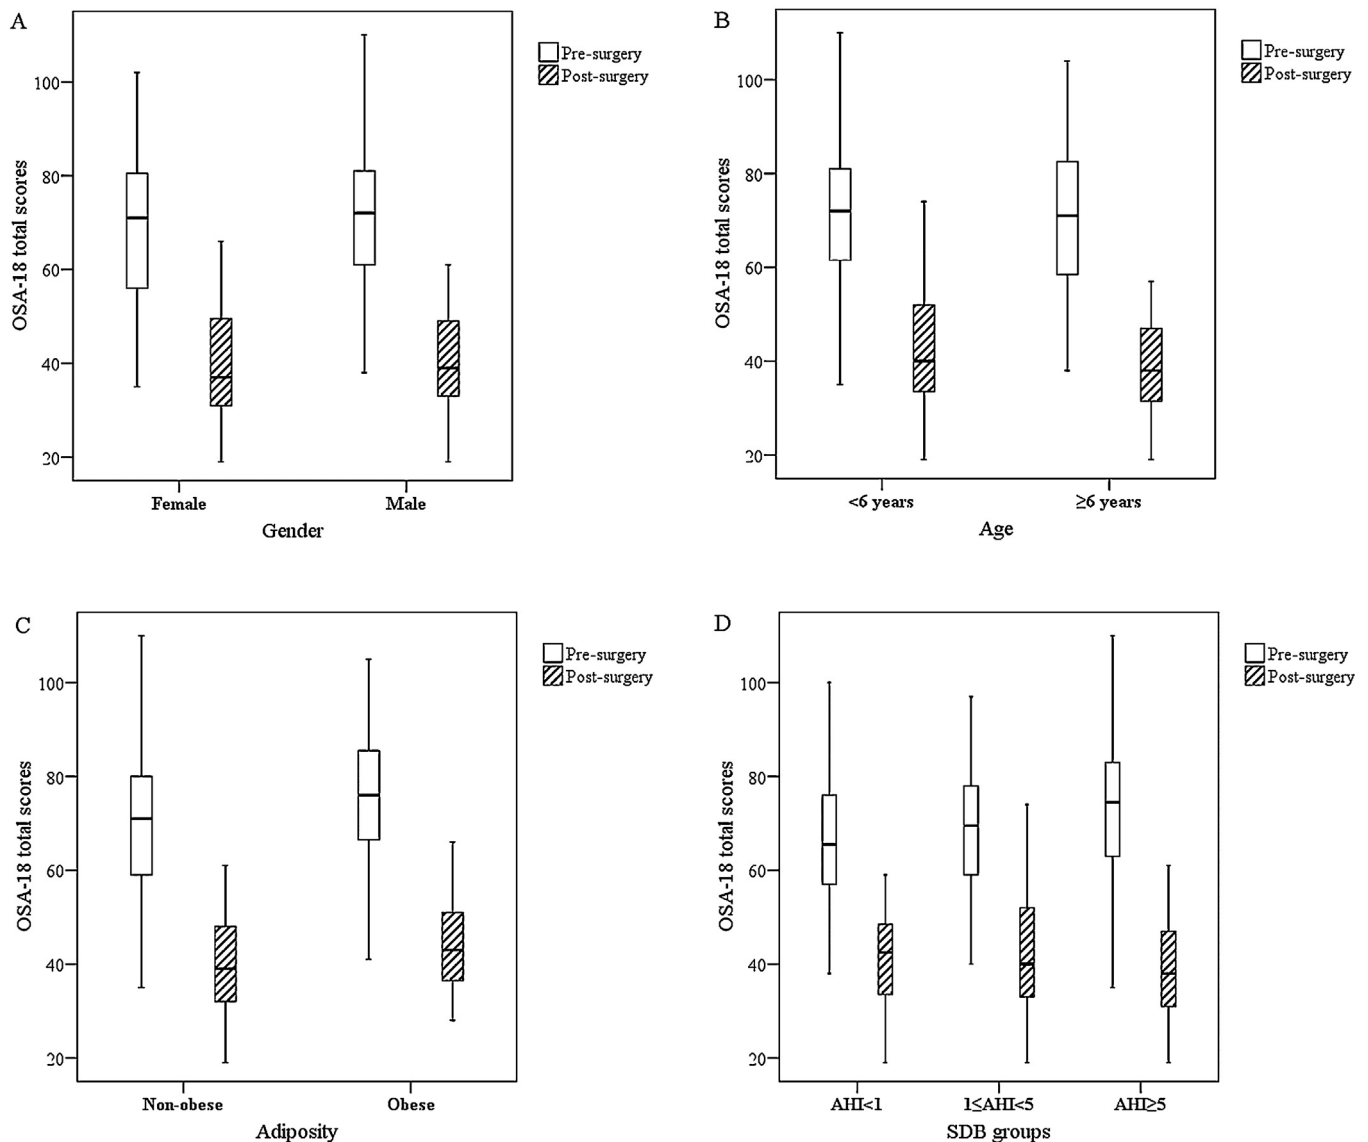 A
Pre-surgery
Post-surgery
OSA-18 total scores
100
80
60
40
20
Female Male
Gender
B
Pre-surgery
Post-surgery
OSA-18 total scores
100
80
60
40
20
<6 years ≥6 years
Age
C
Pre-surgery
Post-surgery
OSA-18 total scores
100
80
60
40
20
Non-obese Obese
Adiposity
D
Pre-surgery
Post-surgery
OSA-18 total scores
100
80
60
40
20
AHI<1 1≤AHI<5 AHI≥5
SDB groups